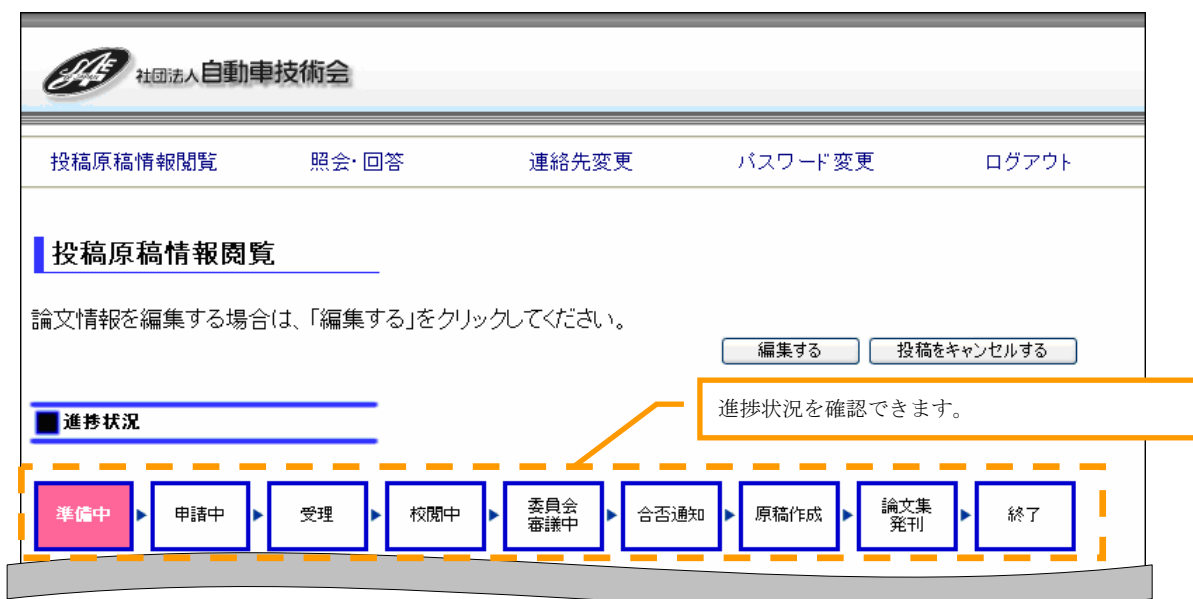 社団法人自動車技術会
投稿原稿情報閲覧 照会・回答 連絡先変更 パスワード変更 ログアウト
投稿原稿情報閲覧
論文情報を編集する場合は、「編集する」をクリックしてください。
編集する 投稿をキャンセルする
進捗状況を確認できます。
進捗状況
準備中 申請中 受理 校閲中 委員会 審議中 合否通知 原稿作成 論文集 発刊 終了